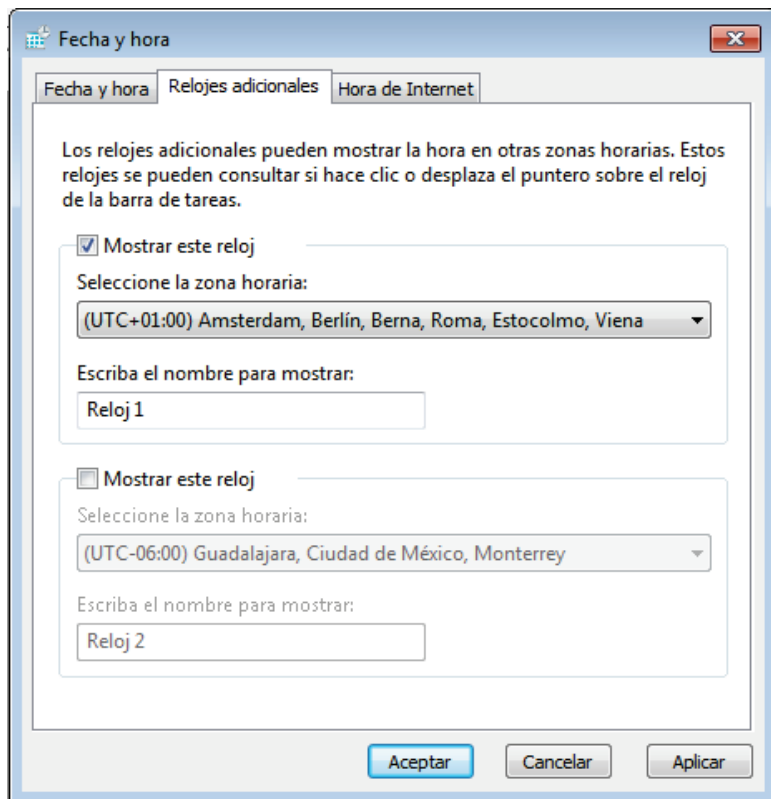 Fecha y hora
Fecha y hora Relojes adicionales Hora de Internet
Los relojes adicionales pueden mostrar la hora en otras zonas horarias. Estos
relojes se pueden consultar si hace clic o desplaza el puntero sobre el reloj
de la barra de tareas.
Mostrar este reloj
Seleccione la zona horaria:
(UTC+01:00) Amsterdam, Berlín, Berna, Roma, Estocolmo, Viena
Escriba el nombre para mostrar:
Reloj 1
Mostrar este reloj
Seleccione la zona horaria:
(UTC-06:00) Guadalajara, Ciudad de México, Monterrey
Escriba el nombre para mostrar:
Reloj 2
Aceptar Cancelar Aplicar